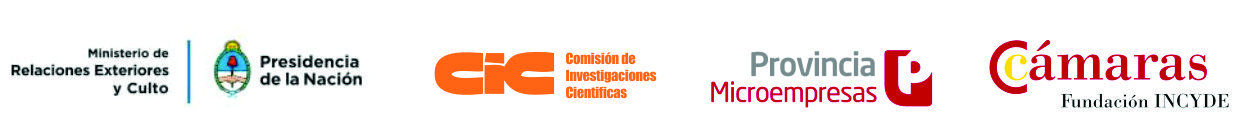 Ministerio de
Relaciones Exteriores
y Culto
Presidencia
de la Nación
CIC
Comisión de
Investigaciones
Científicas
Provincia
Microempresas
Cámaras
Fundación INCYDE